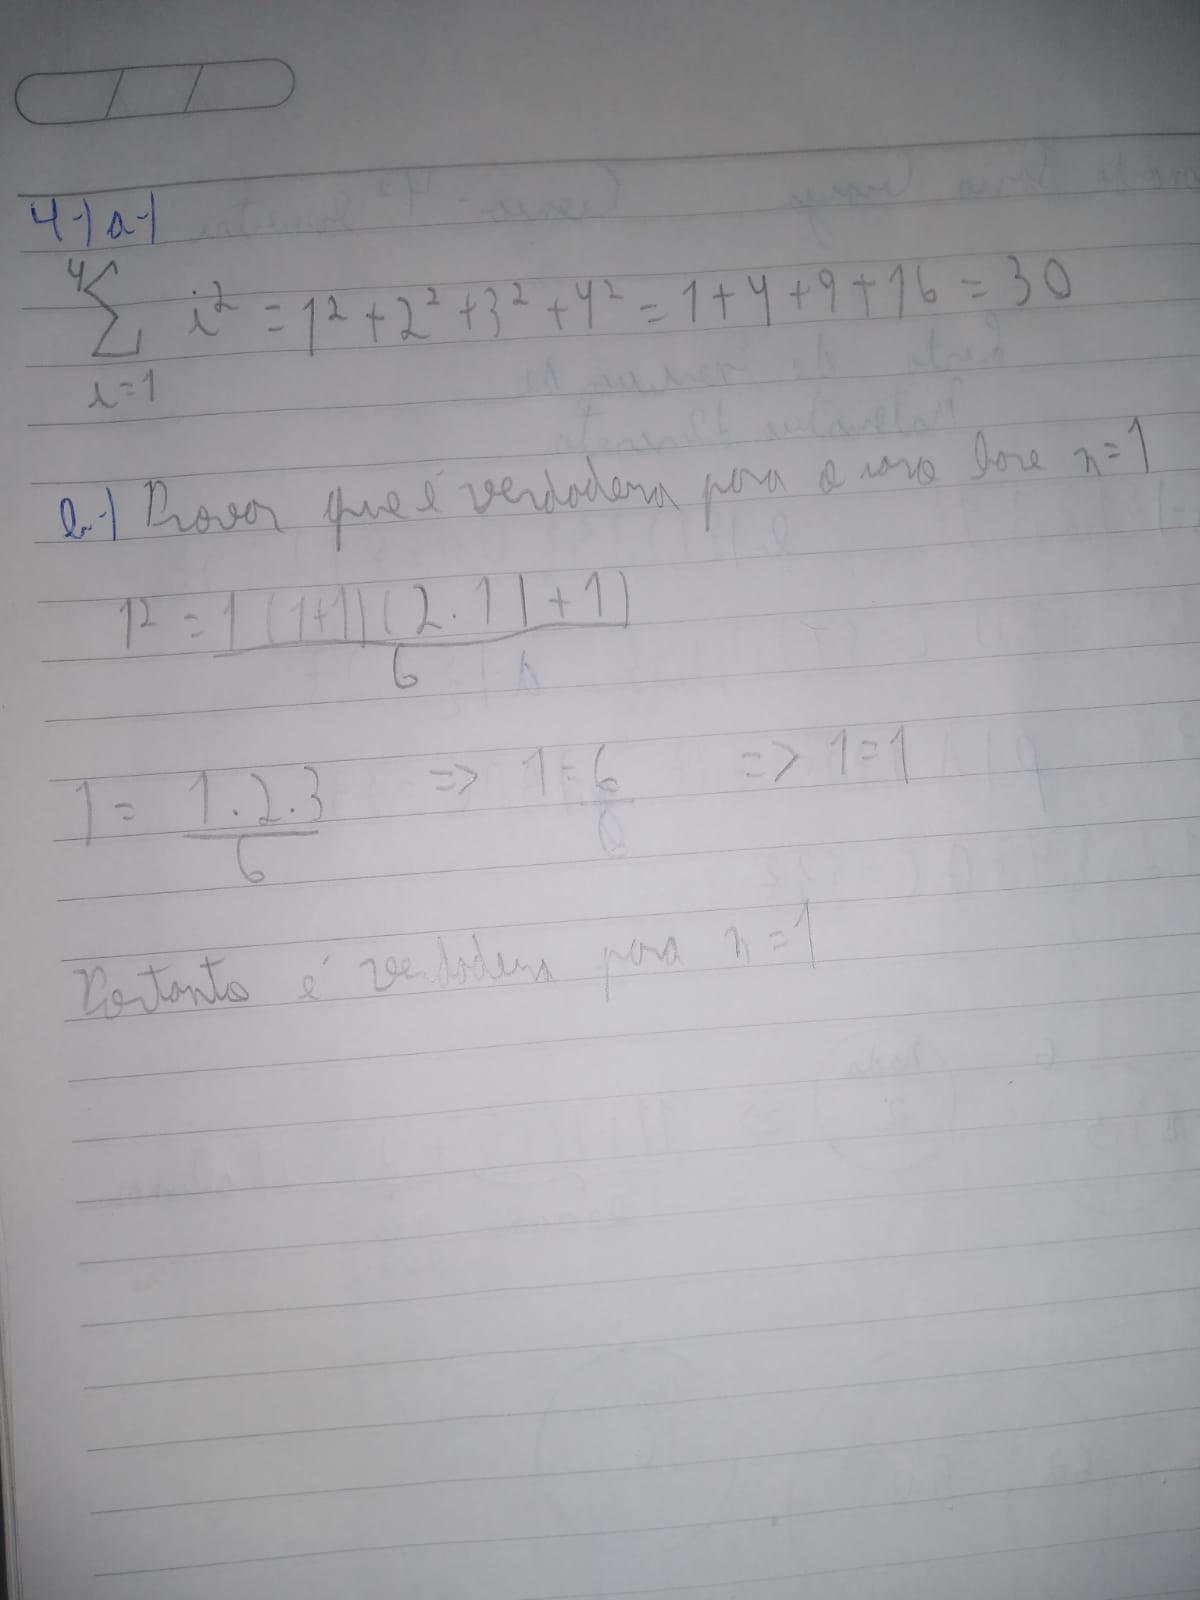 4-) a-)
4
∑ i² = 1² + 2² + 3² + 4² = 1 + 4 + 9 + 16 = 30
i=1
b-) Provar que é verdadeira para o caso base n=1
1² = 1 (1+1) (2.1) + 1)
6
1 = 1.2.3 => 1 = 6 => 1=1
6 6
Portanto é verdadeira para n=1